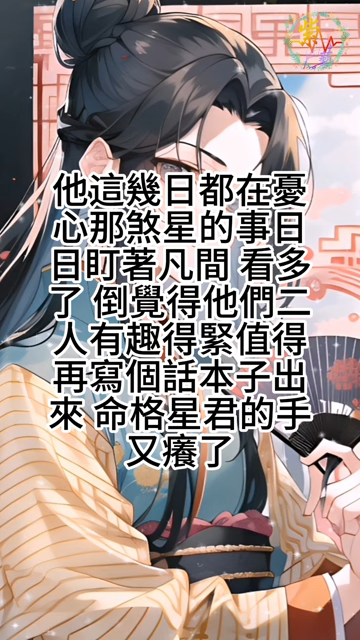 他這幾日都在憂
心那煞星的事日
日盯著凡間 看多
了 倒覺得他們二
人有趣得緊值得
再寫個話本子出
來 命格星君的手
又癢了